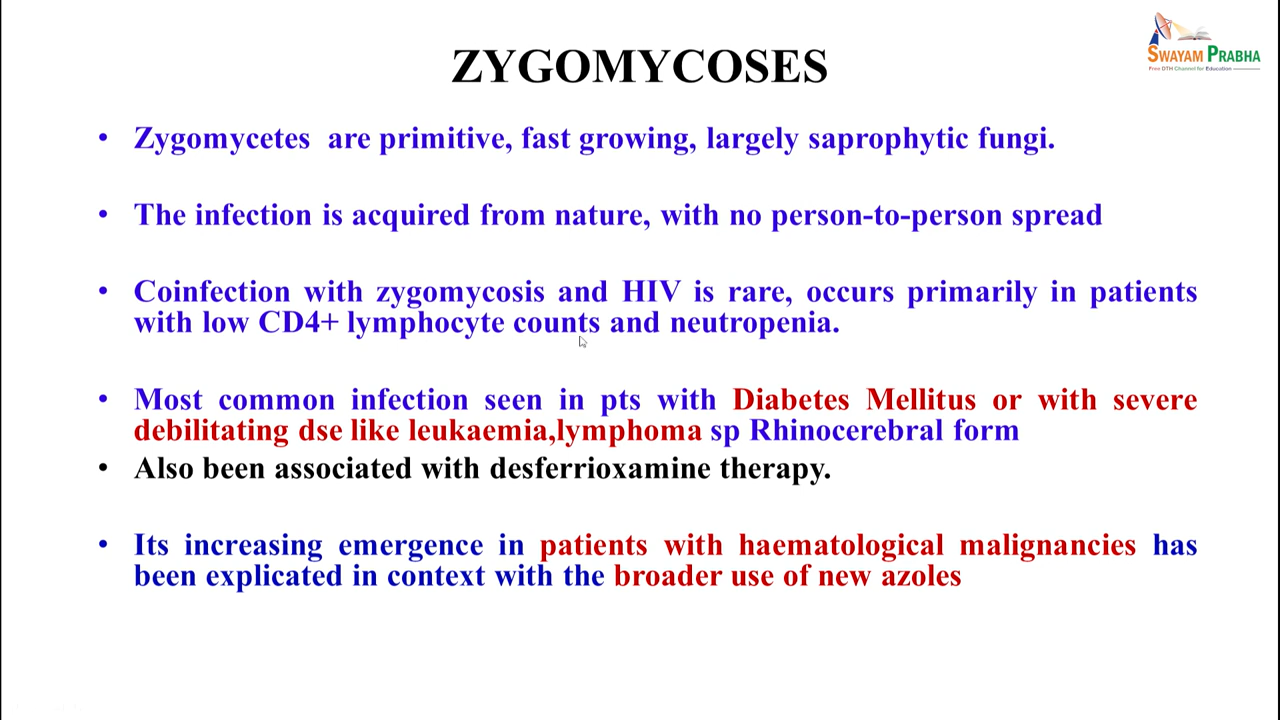 SWAYAM PRABHA
Free DTH Channel for Education
ZYGOMYCOSES
• Zygomycetes are primitive, fast growing, largely saprophytic fungi.
• The infection is acquired from nature, with no person-to-person spread
• Coinfection with zygomycosis and HIV is rare, occurs primarily in patients
with low CD4+ lymphocyte counts and neutropenia.
• Most common infection seen in pts with Diabetes Mellitus or with severe
debilitating dse like leukaemia,lymphoma sp Rhinocerebral form
• Also been associated with desferrioxamine therapy.
• Its increasing emergence in patients with haematological malignancies has
been explicated in context with the broader use of new azoles